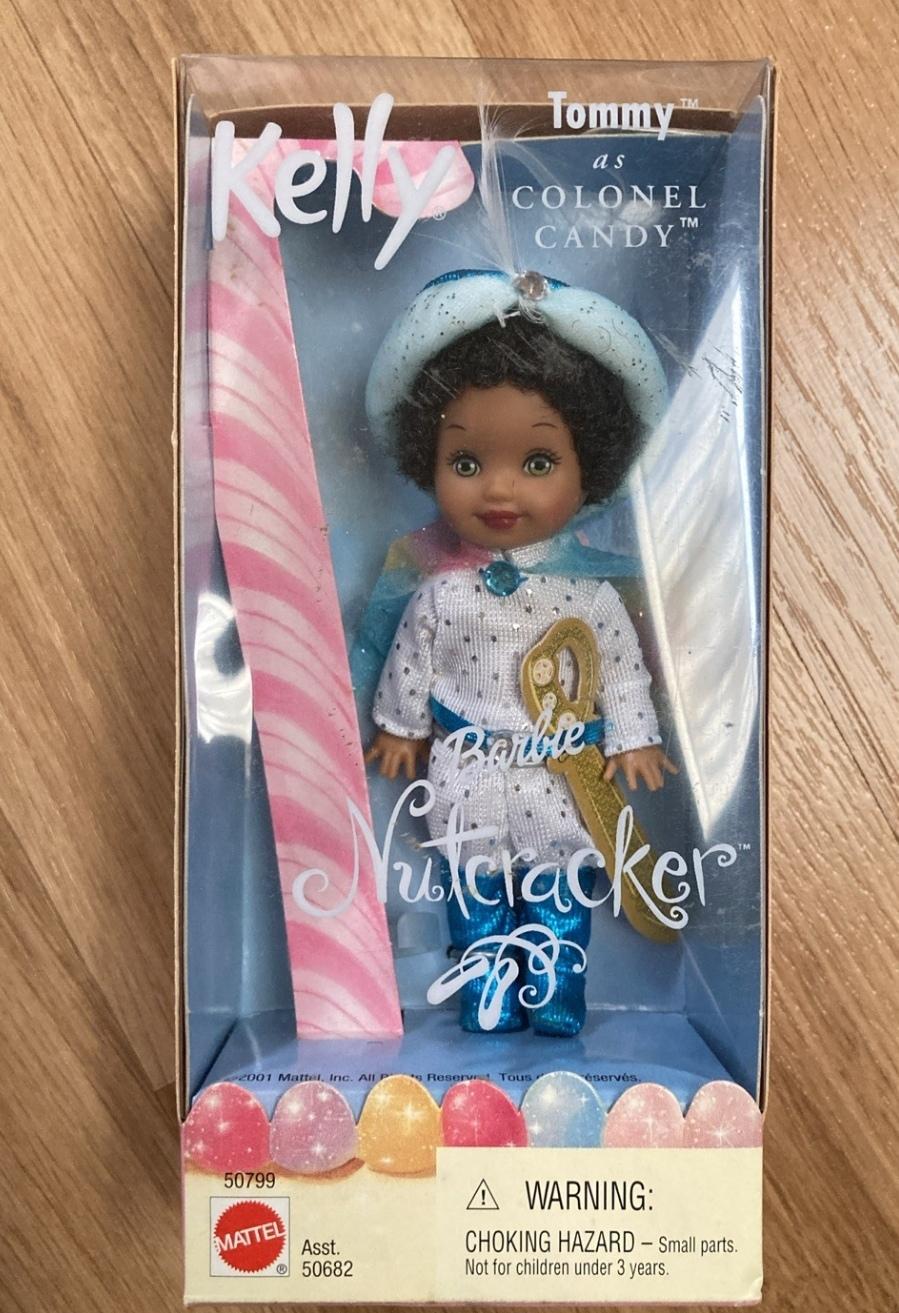 Kelly®
Tommy™
as
COLONEL
CANDY™
Barbie
Nutcracker™
©2001 Mattel, Inc. All Rights Reserved. Tous réservés.
50799
MATTEL®
Asst.
50682
⚠ WARNING:
CHOKING HAZARD – Small parts.
Not for children under 3 years.